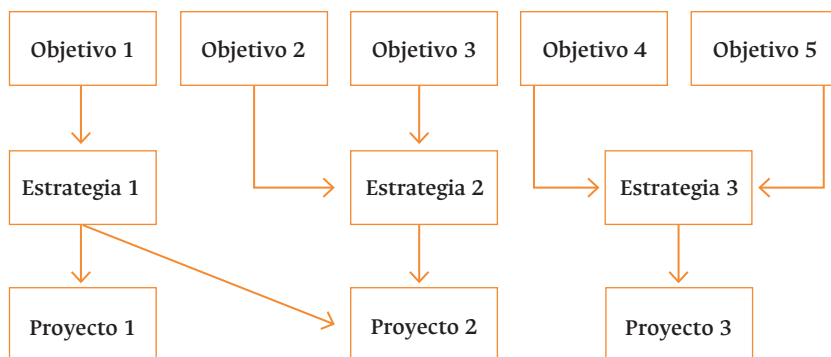 Objetivo 1
Objetivo 2
Objetivo 3
Objetivo 4
Objetivo 5
Estrategia 1
Estrategia 2
Estrategia 3
Proyecto 1
Proyecto 2
Proyecto 3